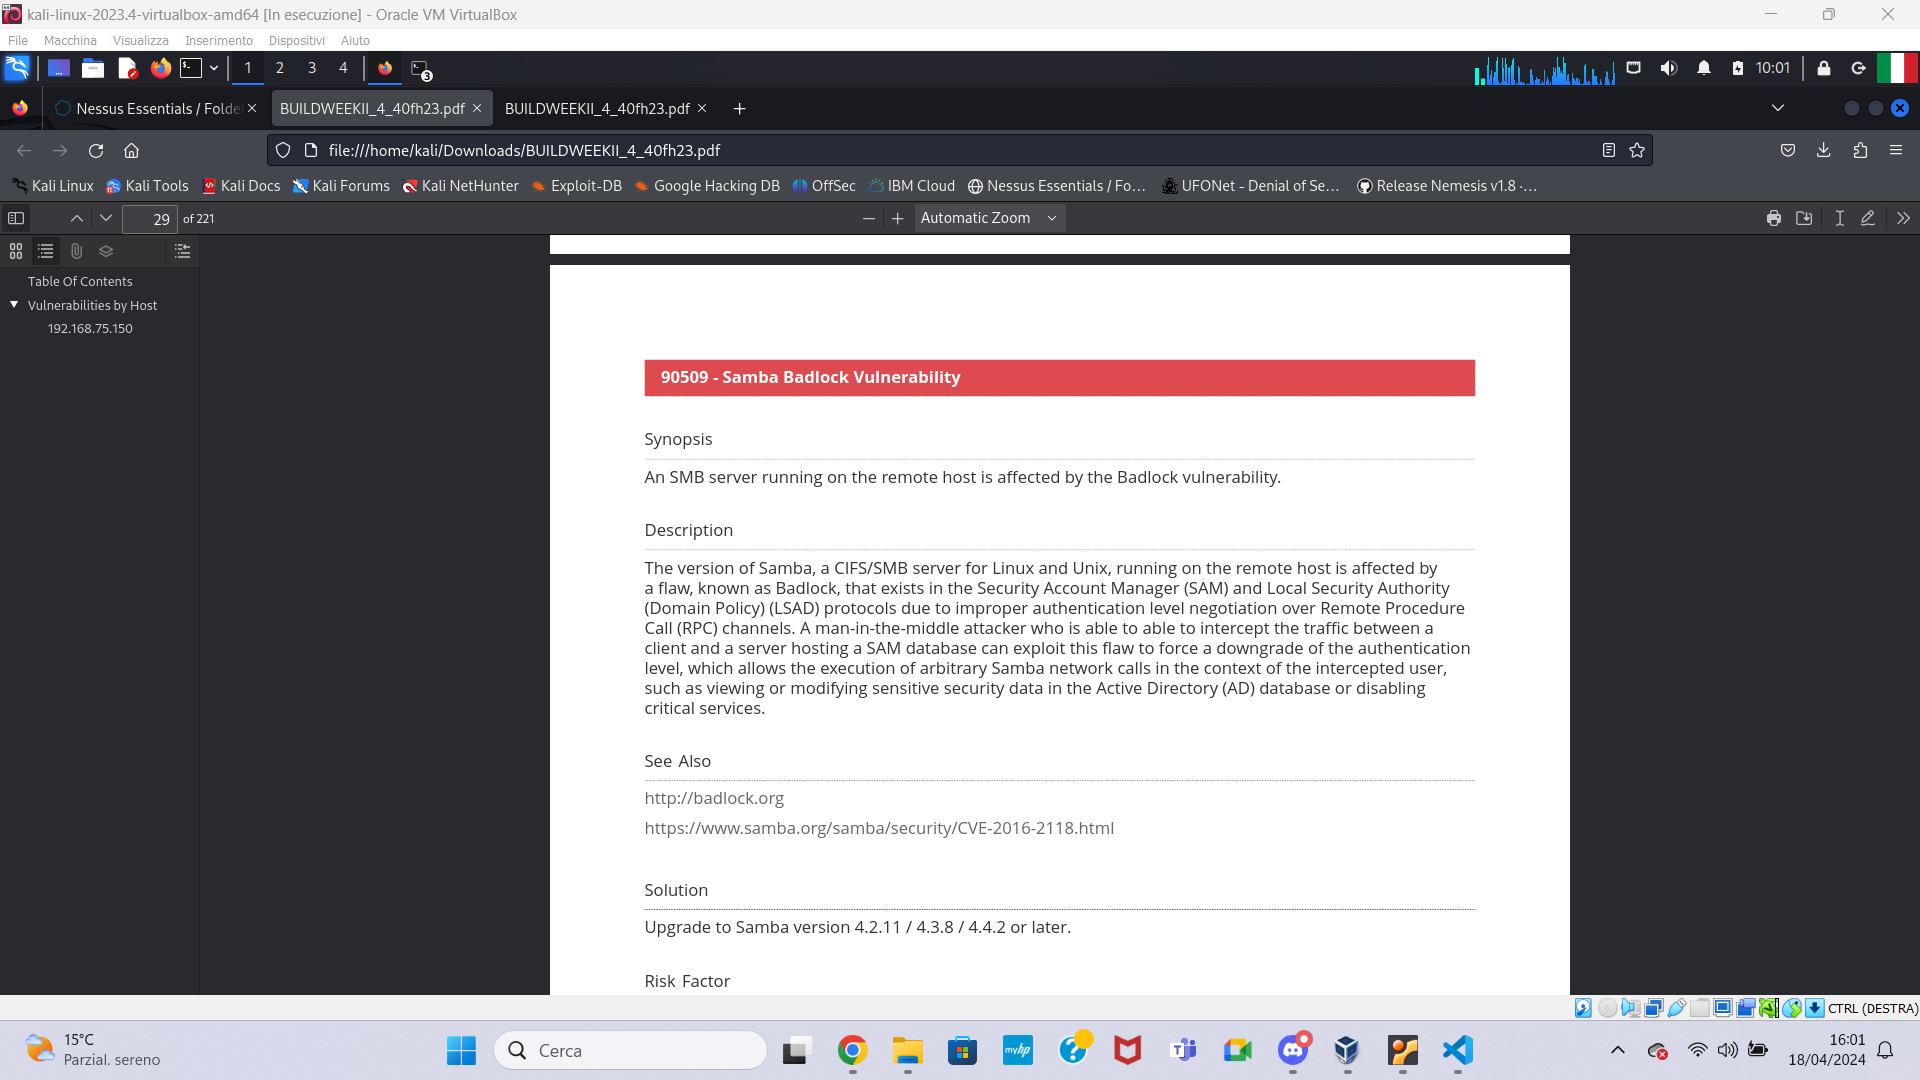 kali-linux-2023.4-virtualbox-amd64 [In esecuzione] - Oracle VM VirtualBox
File Macchina Visualizza Inserimento Dispositivi Aiuto
1 2 3 4 3 10:01
Nessus Essentials / Folde BUILDWEEKII_4_40fh23.pdf BUILDWEEKII_4_40fh23.pdf
file:///home/kali/Downloads/BUILDWEEKII_4_40fh23.pdf
Kali Linux Kali Tools Kali Docs Kali Forums Kali NetHunter Exploit-DB Google Hacking DB OffSec IBM Cloud Nessus Essentials / Fo... UFONet - Denial of Se... Release Nemesis v1.8 ·...
29 of 221 Automatic Zoom
Table Of Contents
Vulnerabilities by Host
192.168.75.150
90509 - Samba Badlock Vulnerability
Synopsis
An SMB server running on the remote host is affected by the Badlock vulnerability.
Description
The version of Samba, a CIFS/SMB server for Linux and Unix, running on the remote host is affected by
a flaw, known as Badlock, that exists in the Security Account Manager (SAM) and Local Security Authority
(Domain Policy) (LSAD) protocols due to improper authentication level negotiation over Remote Procedure
Call (RPC) channels. A man-in-the-middle attacker who is able to able to intercept the traffic between a
client and a server hosting a SAM database can exploit this flaw to force a downgrade of the authentication
level, which allows the execution of arbitrary Samba network calls in the context of the intercepted user,
such as viewing or modifying sensitive security data in the Active Directory (AD) database or disabling
critical services.
See Also
http://badlock.org
https://www.samba.org/samba/security/CVE-2016-2118.html
Solution
Upgrade to Samba version 4.2.11 / 4.3.8 / 4.4.2 or later.
Risk Factor
CTRL (DESTRA)
15°C
Parzial. sereno
Cerca
myhp
16:01
18/04/2024